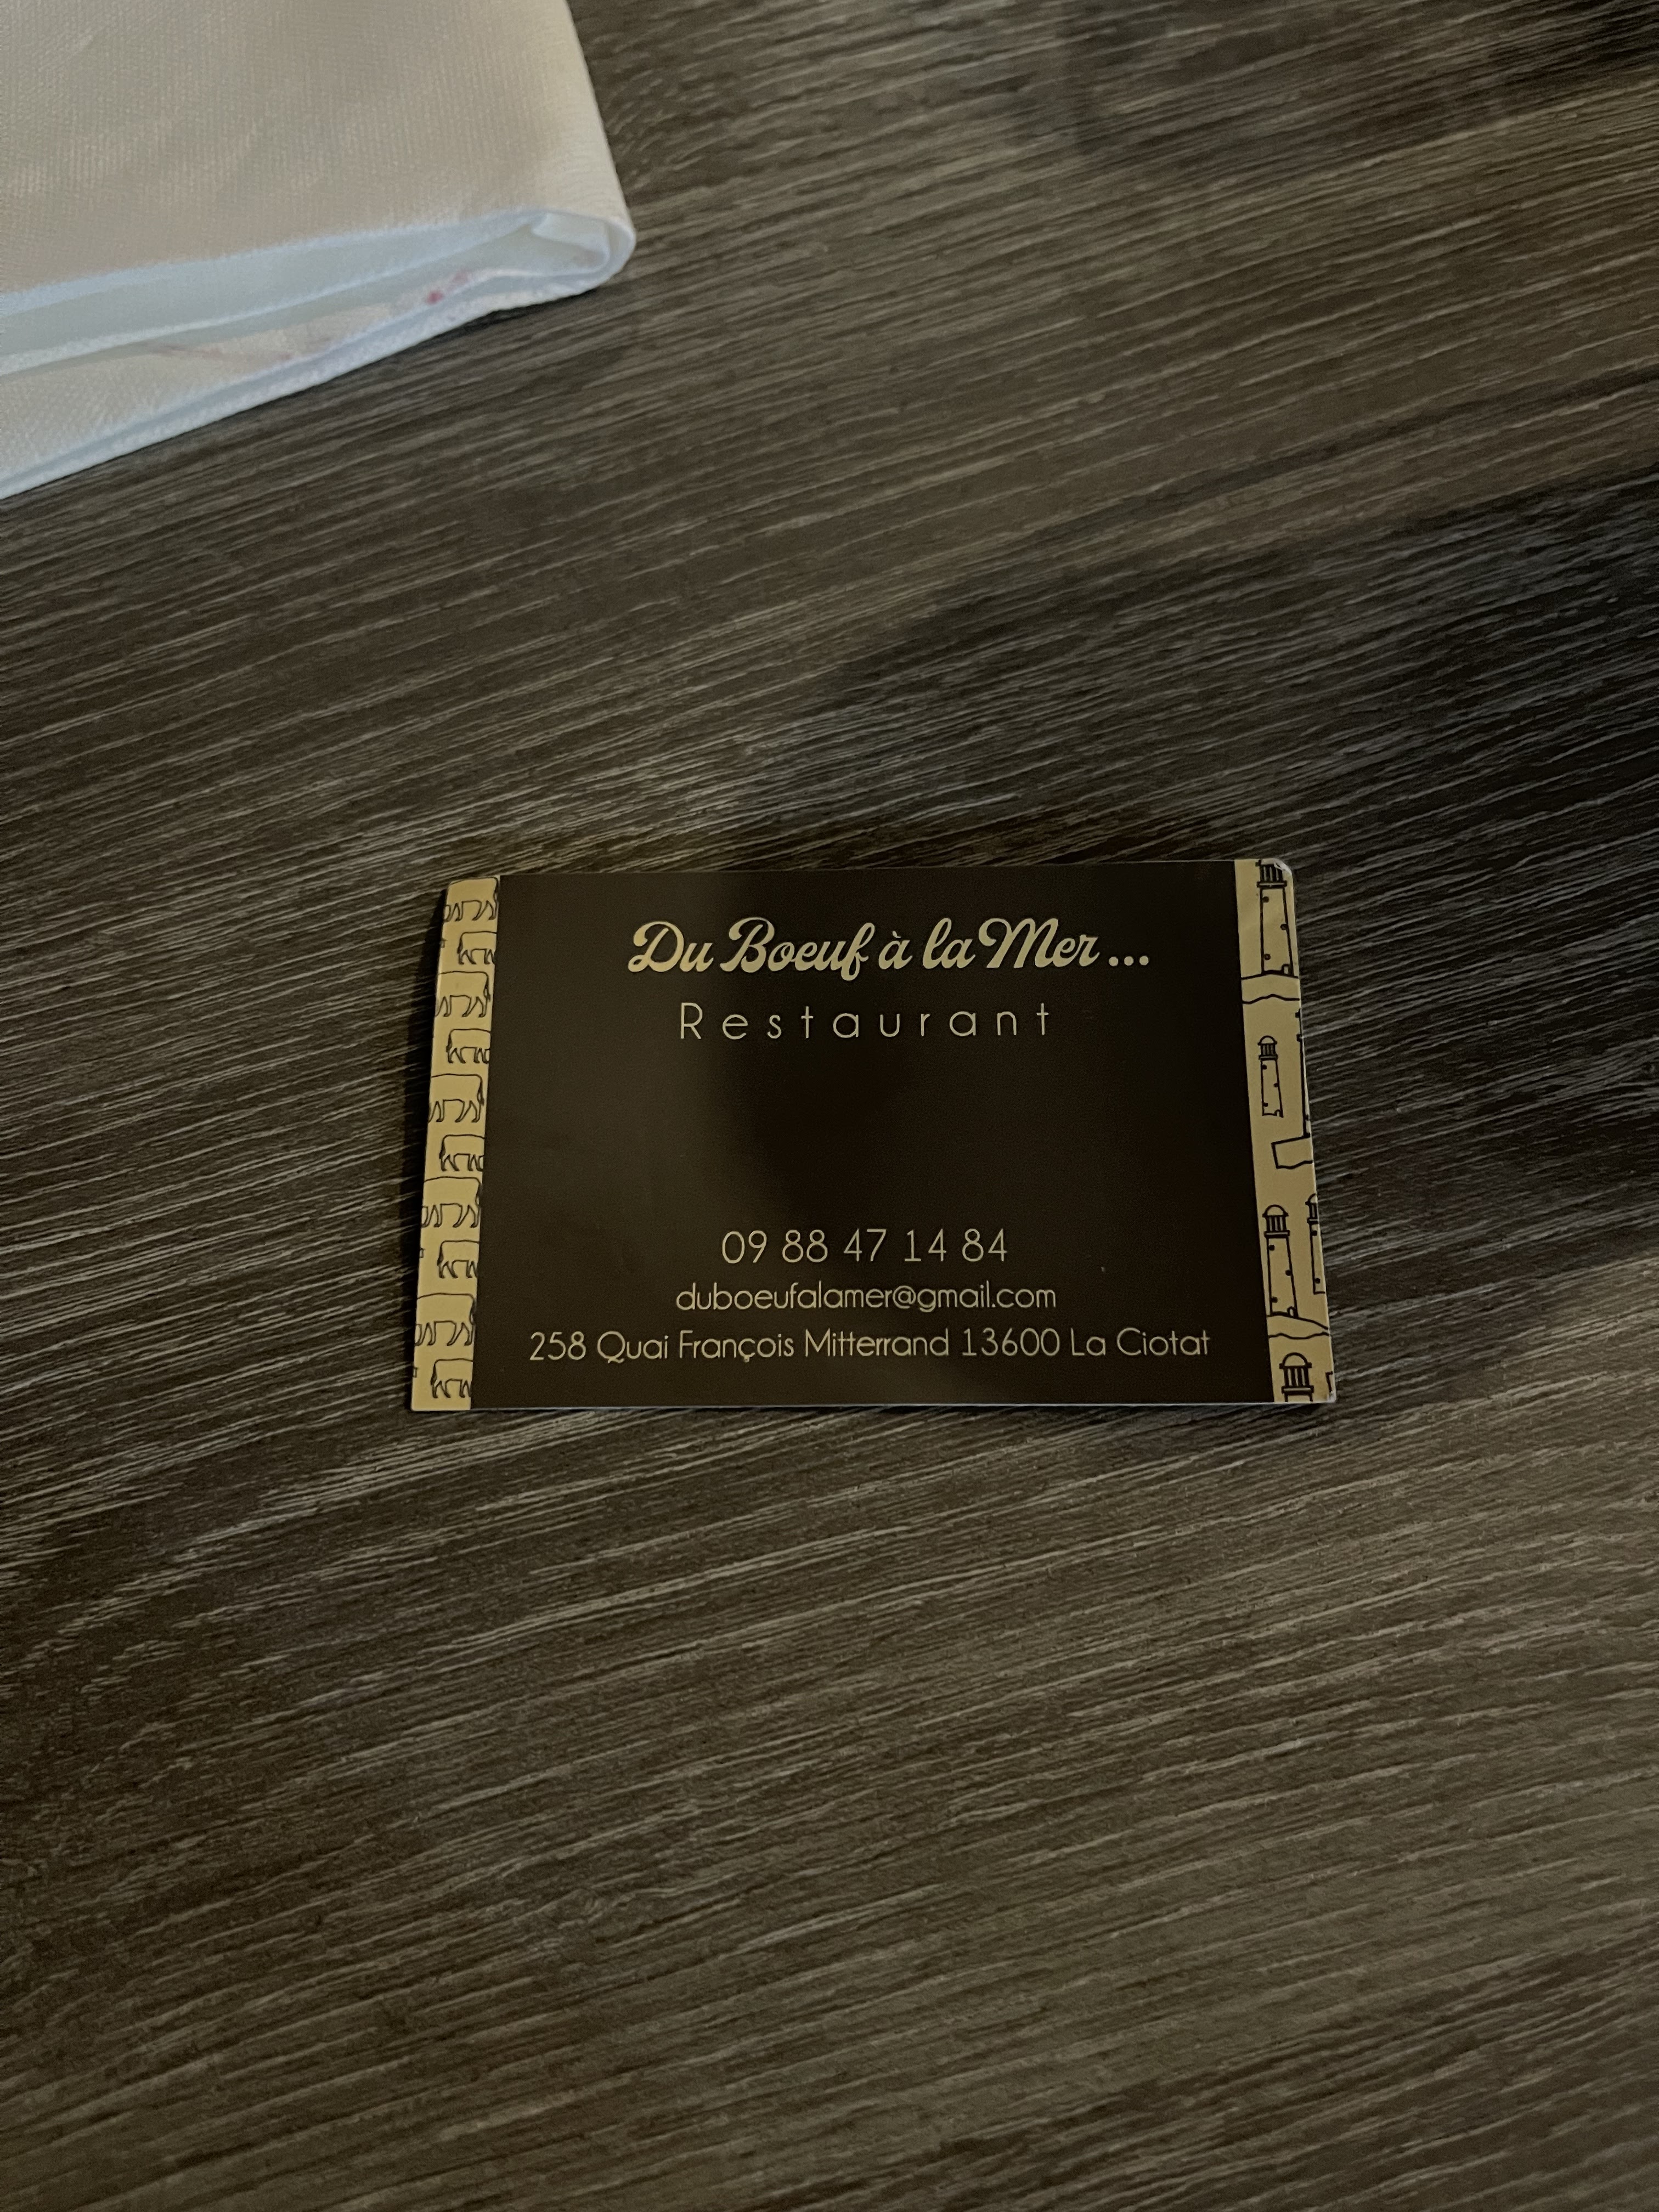 Du Boeuf à la Mer...
Restaurant
09 88 47 14 84
duboeufalamer@gmail.com
258 Quai François Mitterrand 13600 La Ciotat